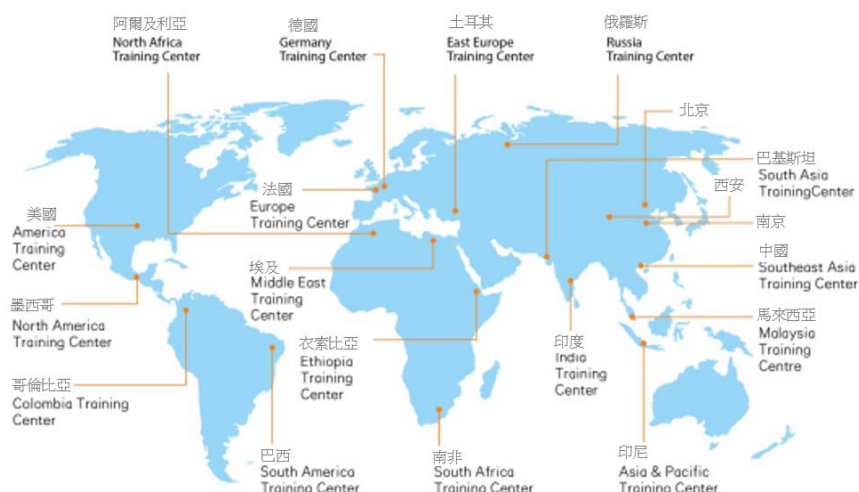 阿爾及利亞
North Africa
Training Center
德國
Germany
Training Center
土耳其
East Europe
Training Center
俄羅斯
Russia
Training Center
北京
巴基斯坦
South Asia
TrainingCenter
西安
法國
Europe
Training Center
美國
America
Training
Center
南京
中國
Southeast Asia
Training Center
埃及
Middle East
Training
Center
墨西哥
North America
Training Center
衣索比亞
Ethiopia
Training
Center
印度
India
Training
Center
馬來西亞
Malaysia
Training
Centre
哥倫比亞
Colombia Training
Center
巴西
South America
Training Center
南非
South Africa
Training Center
印尼
Asia & Pacific
Training Center